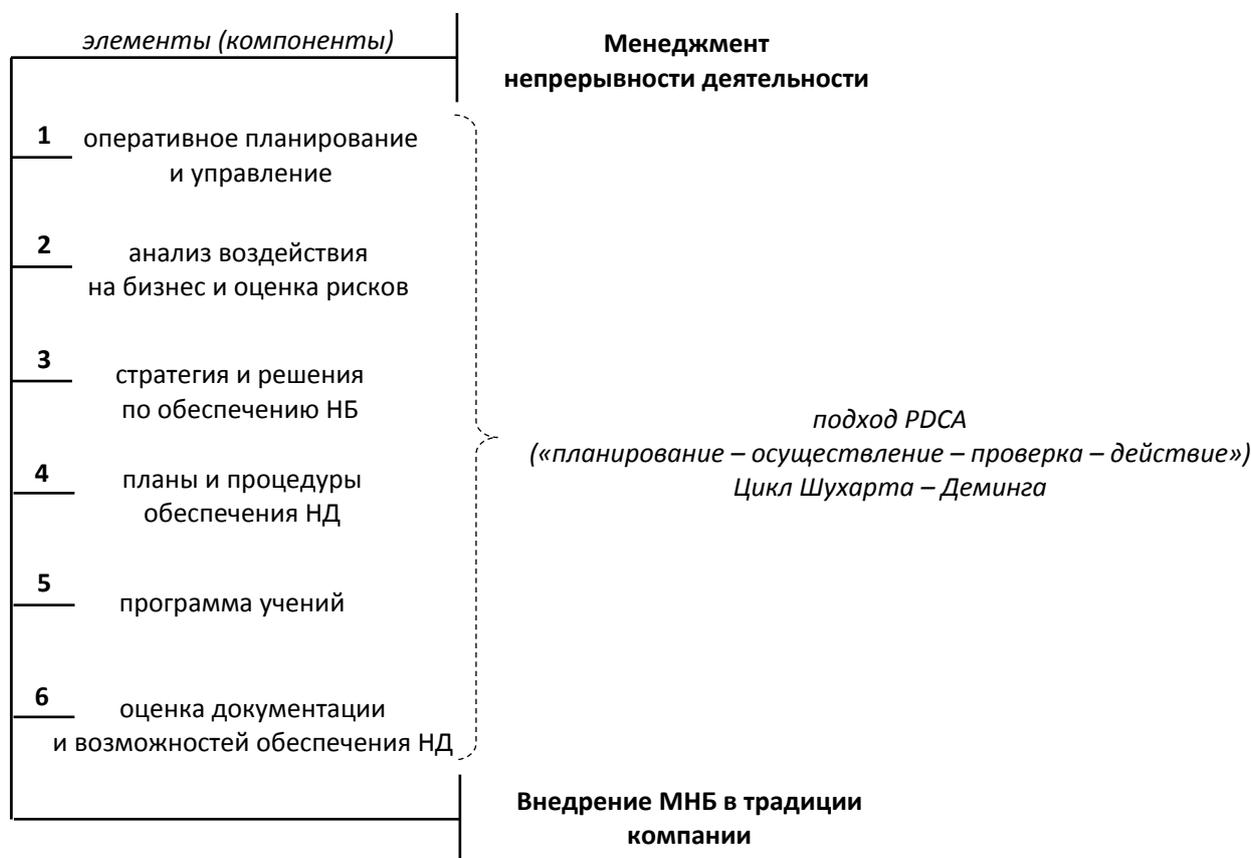 элементы (компоненты)
Менеджмент
непрерывности деятельности
1
оперативное планирование
и управление
2
анализ воздействия
на бизнес и оценка рисков
3
стратегия и решения
по обеспечению НБ
4
планы и процедуры
обеспечения НД
5
программа учений
6
оценка документации
и возможностей обеспечения НД
подход PDCA
(«планирование – осуществление – проверка – действие»)
Цикл Шухарта – Деминга
Внедрение МНБ в традиции
компании